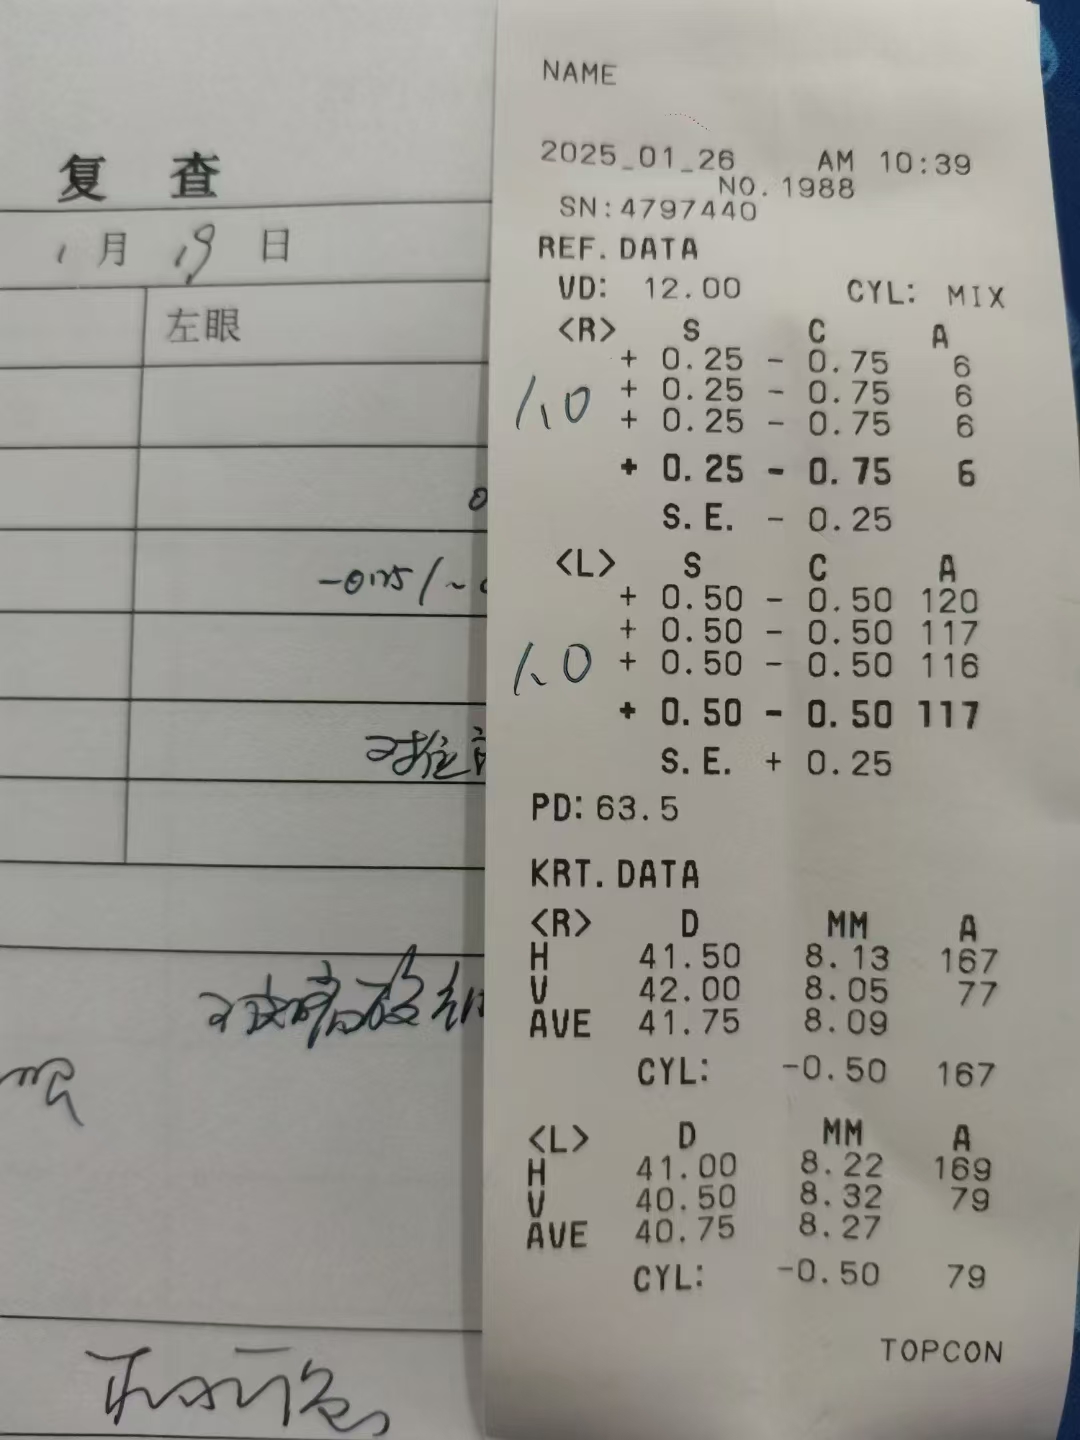 复 查
1月19日
左眼
NAME
2025_01_26 AM 10:39
NO.1988
SN:4797440
REF.DATA
VD: 12.00 CYL: MIX
<R> S C A
+ 0.25 - 0.75 6
+ 0.25 - 0.75 6
1.0
+ 0.25 - 0.75 6
+ 0.25 - 0.75 6
S.E. - 0.25
<L> S C A
+ 0.50 - 0.50 120
+ 0.50 - 0.50 117
1.0
+ 0.50 - 0.50 116
+ 0.50 - 0.50 117
S.E. + 0.25
PD: 63.5
KRT.DATA
<R> D MM A
H 41.50 8.13 167
V 42.00 8.05 77
AVE 41.75 8.09
CYL: -0.50 167
<L> D MM A
H 41.00 8.22 169
V 40.50 8.32 79
AVE 40.75 8.27
CYL: -0.50 79
TOPCON